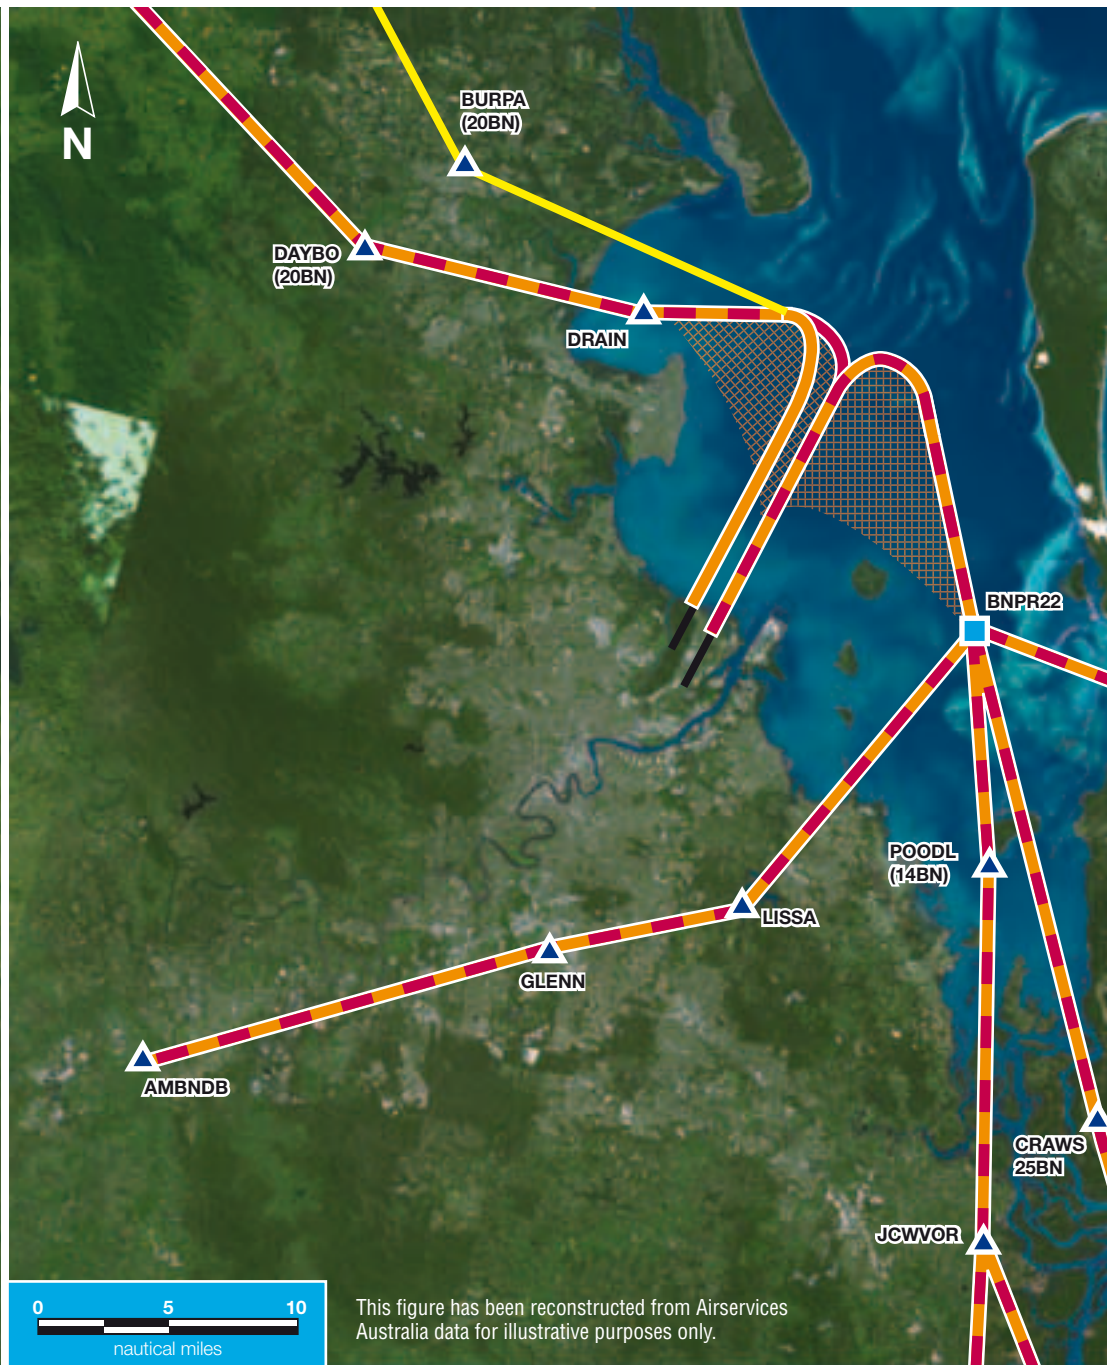 BURPA
(20BN)
N
DAYBO
(20BN)
DRAIN
BNPR22
POODL
(14BN)
LISSA
GLENN
AMBNDB
CRAWS
25BN
JCWVOR
0 5 10
nautical miles
This figure has been reconstructed from Airservices
Australia data for illustrative purposes only.